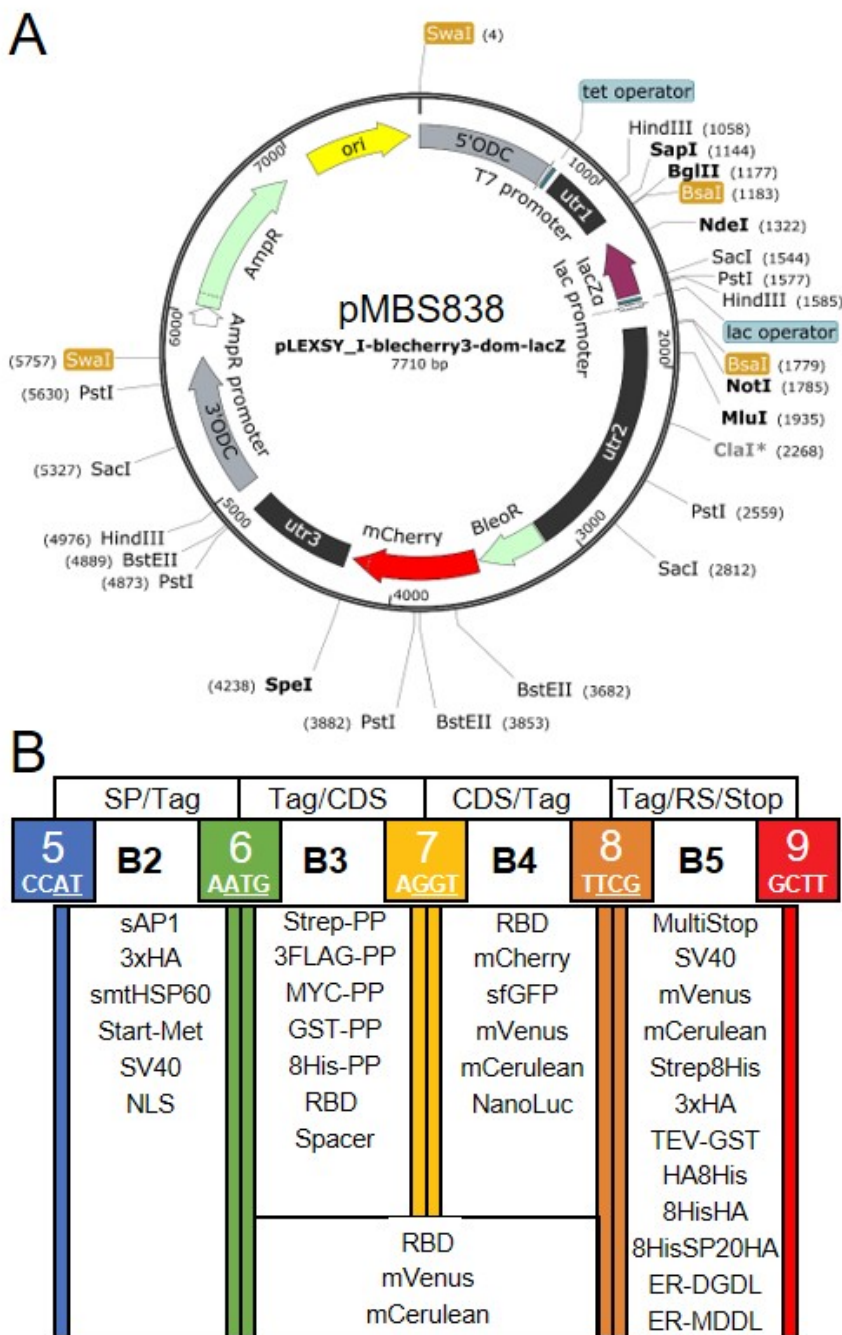 A
SwaI (4)
tet operator
HindIII (1058)
SapI (1144)
BglII (1177)
BsaI (1183)
NdeI (1322)
SacI (1544)
PstI (1577)
HindIII (1585)
lac operator
BsaI (1779)
NotI (1785)
MluI (1935)
ClaI* (2268)
PstI (2559)
SacI (2812)
BstEII (3682)
BstEII (3853)
(3882) PstI
(4238) SpeI
(4873) PstI
(4889) BstEII
(4976) HindIII
(5327) SacI
(5630) PstI
(5757) SwaI
1000
2000
3000
4000
5000
6000
7000
ori
5'ODC
T7 promoter
utr1
lacZα
lac promoter
utr2
BleoR
mCherry
utr3
3'ODC
AmpR promoter
AmpR
pMBS838
pLEXSY_I-blecherry3-dom-lacZ
7710 bp
B
SP/Tag Tag/CDS CDS/Tag Tag/RS/Stop
5 6 7 8 9
B2 B3 B4 B5
CCAT AATG AGGT TTCG GCTT
sAP1
3xHA
smtHSP60
Start-Met
SV40
NLS
Strep-PP
3FLAG-PP
MYC-PP
GST-PP
8His-PP
RBD
Spacer
RBD
mCherry
sfGFP
mVenus
mCerulean
NanoLuc
RBD
mVenus
mCerulean
MultiStop
SV40
mVenus
mCerulean
Strep8His
3xHA
TEV-GST
HA8His
8HisHA
8HisSP20HA
ER-DGDL
ER-MDDL